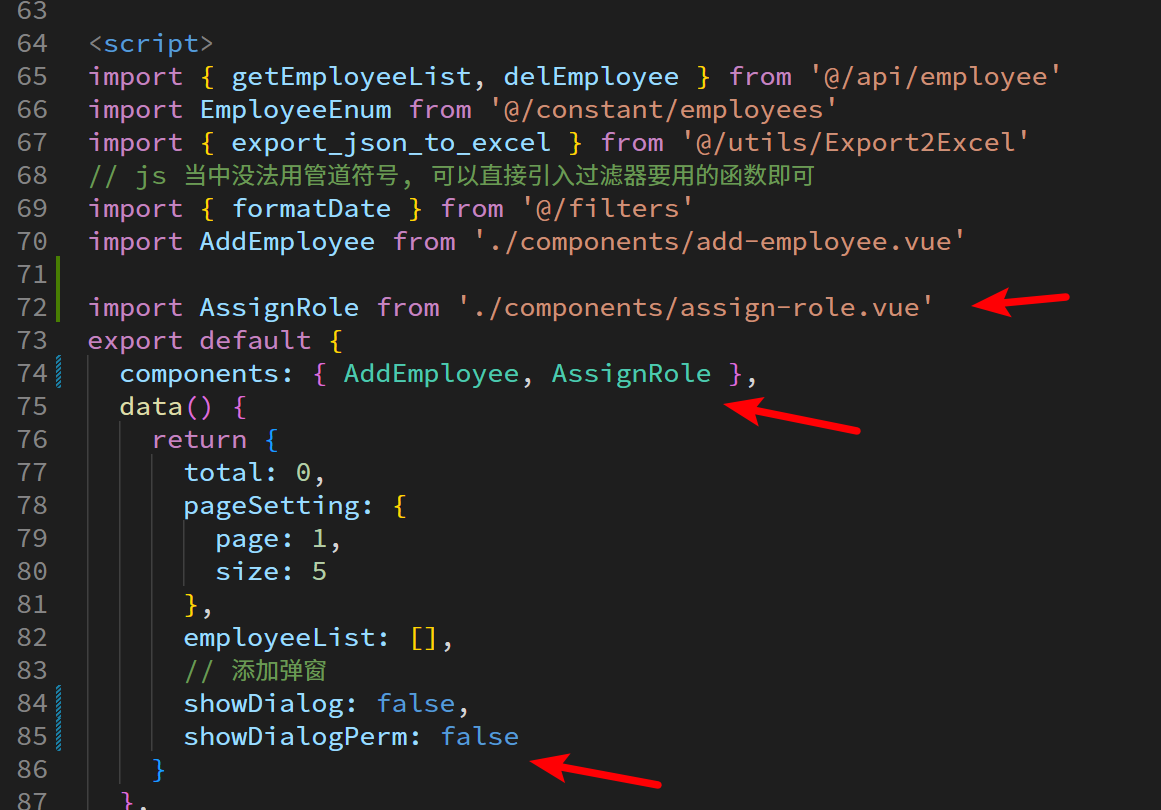 63
64 <script>
65 import { getEmployeeList, delEmployee } from '@/api/employee'
66 import EmployeeEnum from '@/constant/employees'
67 import { export_json_to_excel } from '@/utils/Export2Excel'
68 // js 当中没法用管道符号, 可以直接引入过滤器要用的函数即可
69 import { formatDate } from '@/filters'
70 import AddEmployee from './components/add-employee.vue'
71
72 import AssignRole from './components/assign-role.vue'
73 export default {
74   components: { AddEmployee, AssignRole },
75   data() {
76     return {
77       total: 0,
78       pageSetting: {
79         page: 1,
80         size: 5
81       },
82       employeeList: [],
83       // 添加弹窗
84       showDialog: false,
85       showDialogPerm: false
86     }
87   },